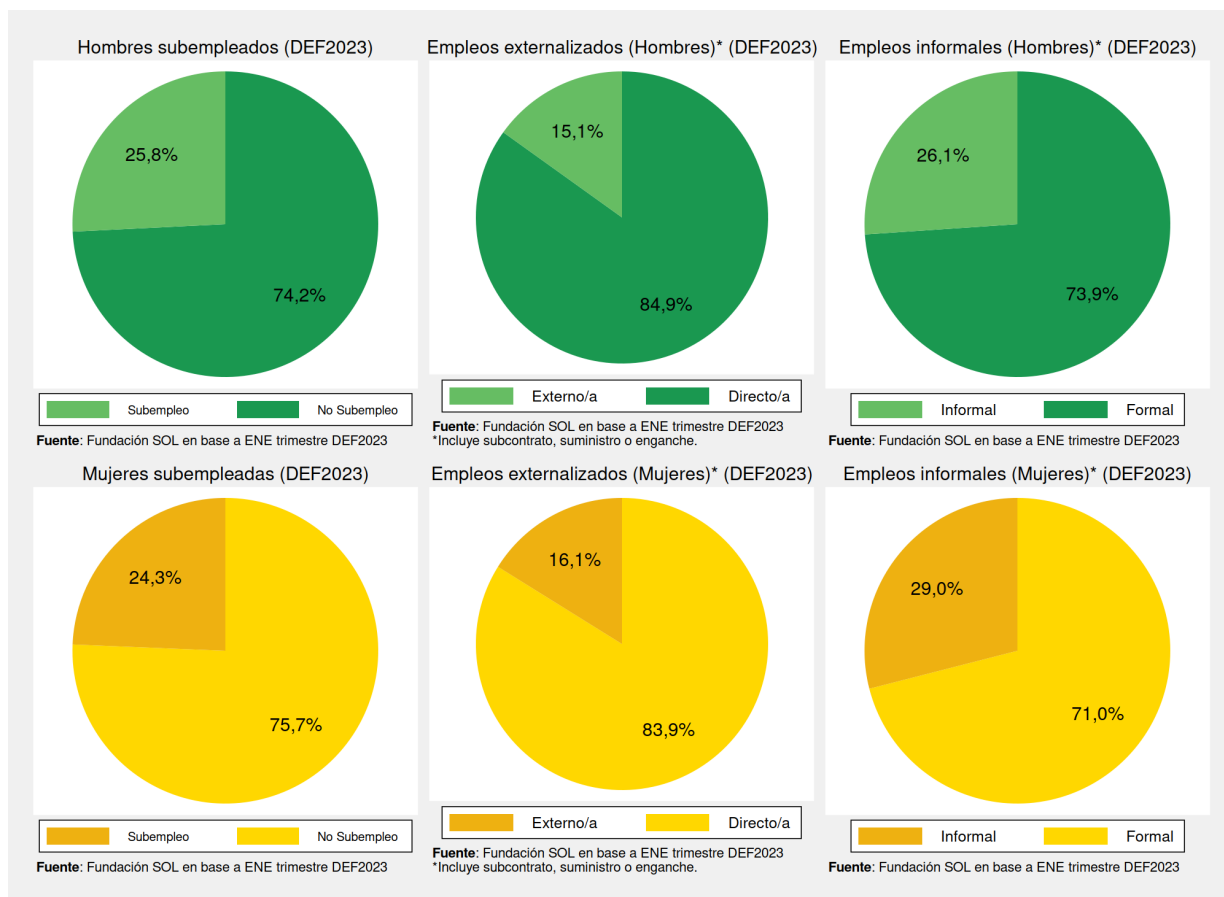 Hombres subempleados (DEF2023)
25,8%
74,2%
Subempleo No Subempleo
Fuente: Fundación SOL en base a ENE trimestre DEF2023
Empleos externalizados (Hombres)* (DEF2023)
15,1%
84,9%
Externo/a Directo/a
Fuente: Fundación SOL en base a ENE trimestre DEF2023
*Incluye subcontrato, suministro o enganche.
Empleos informales (Hombres)* (DEF2023)
26,1%
73,9%
Informal Formal
Fuente: Fundación SOL en base a ENE trimestre DEF2023
Mujeres subempleadas (DEF2023)
24,3%
75,7%
Subempleo No Subempleo
Fuente: Fundación SOL en base a ENE trimestre DEF2023
Empleos externalizados (Mujeres)* (DEF2023)
16,1%
83,9%
Externo/a Directo/a
Fuente: Fundación SOL en base a ENE trimestre DEF2023
*Incluye subcontrato, suministro o enganche.
Empleos informales (Mujeres)* (DEF2023)
29,0%
71,0%
Informal Formal
Fuente: Fundación SOL en base a ENE trimestre DEF2023